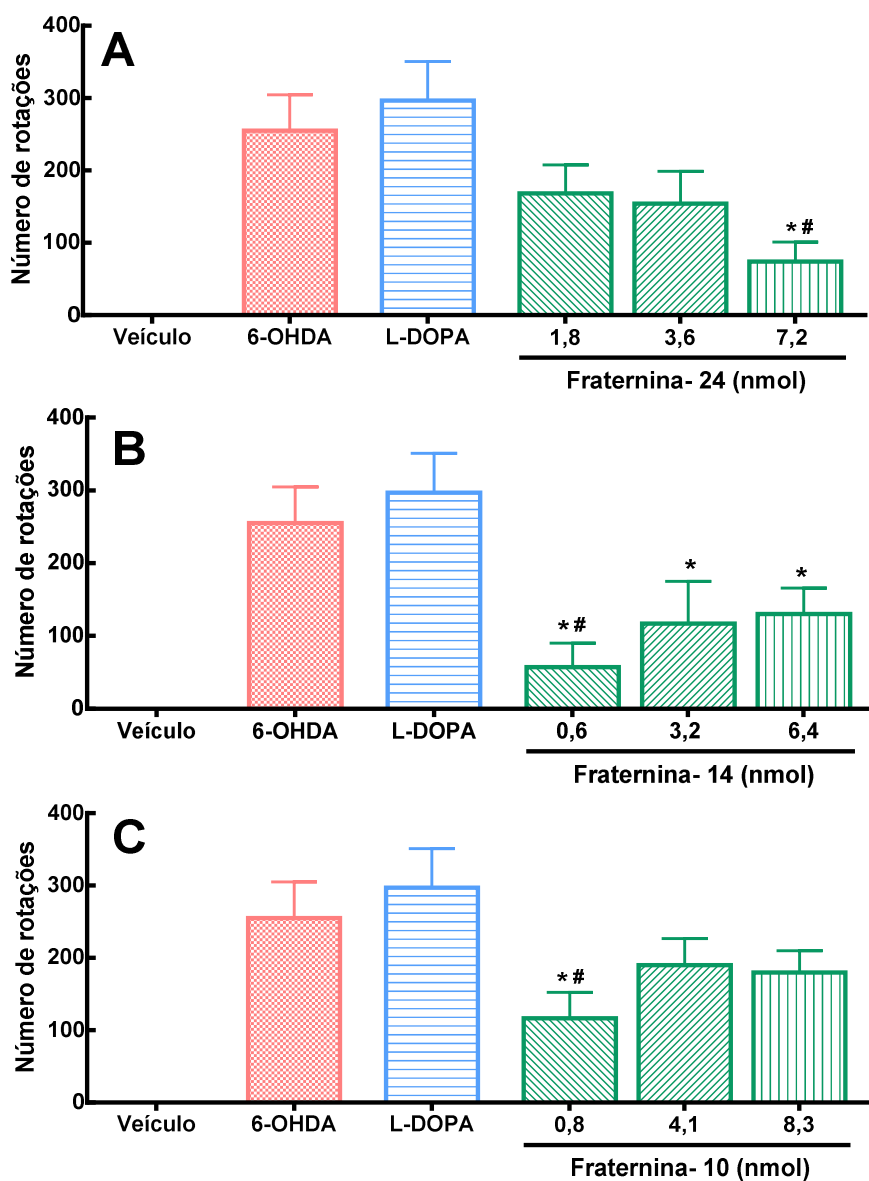 A
Número de rotações
400
300
200
100
0
* #
Veículo 6-OHDA L-DOPA 1,8 3,6 7,2
Fraternina- 24 (nmol)
B
Número de rotações
400
300
200
100
0
* # * *
Veículo 6-OHDA L-DOPA 0,6 3,2 6,4
Fraternina- 14 (nmol)
C
Número de rotações
400
300
200
100
0
* #
Veículo 6-OHDA L-DOPA 0,8 4,1 8,3
Fraternina- 10 (nmol)